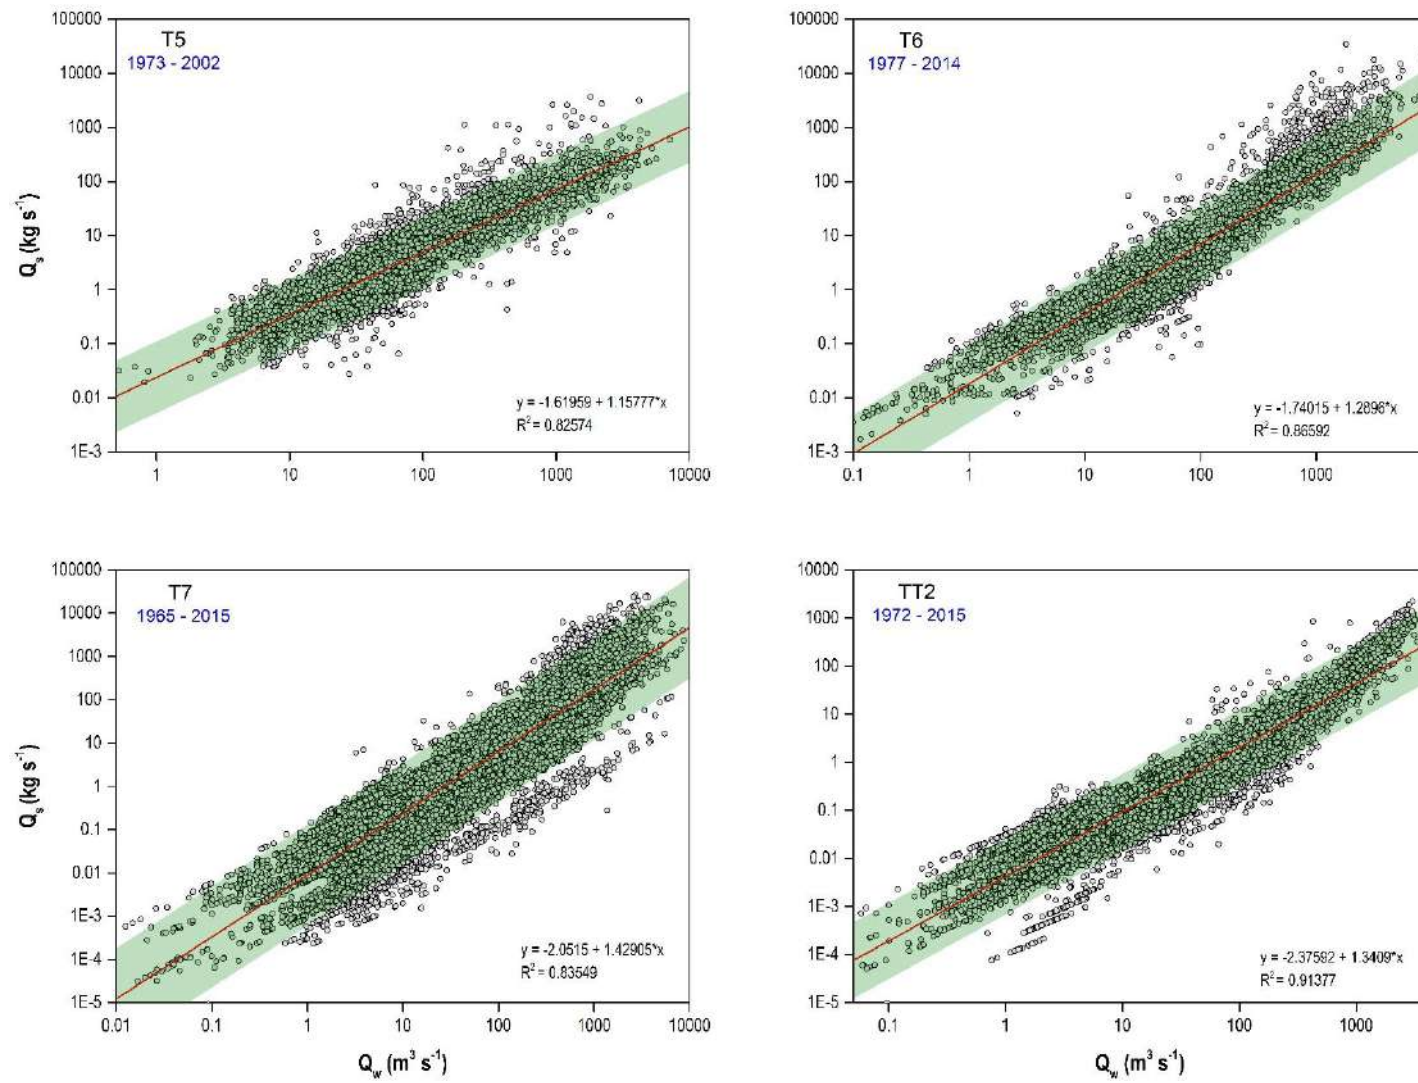 100000
T5
1973 - 2002
10000
1000
100
10
1
0.1
0.01
1E-3
Qs (kg s-1)
y = -1.61959 + 1.15777*x
R2 = 0.82574
1
10
100
1000
10000
100000
T6
1977 - 2014
10000
1000
100
10
1
0.1
0.01
1E-3
y = -1.74015 + 1.2896*x
R2 = 0.86592
0.1
1
10
100
1000
100000
T7
1965 - 2015
10000
1000
100
10
1
0.1
0.01
1E-3
1E-4
1E-5
Qs (kg s-1)
y = -2.0515 + 1.42905*x
R2 = 0.83549
0.01
0.1
1
10
100
1000
10000
Qw (m3 s-1)
10000
TT2
1972 - 2015
1000
100
10
1
0.1
0.01
1E-3
1E-4
1E-5
y = -2.37592 + 1.3409*x
R2 = 0.91377
0.1
1
10
100
1000
Qw (m3 s-1)